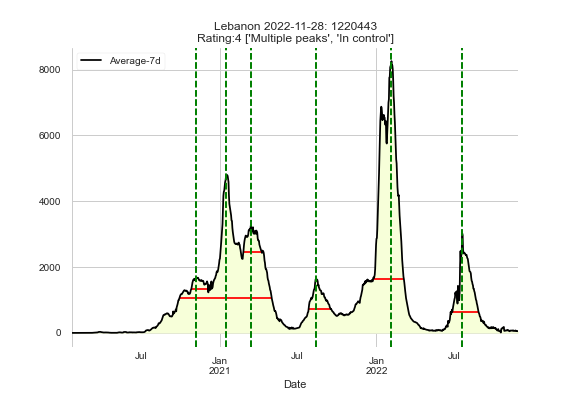 Lebanon 2022-11-28: 1220443
Rating:4 ['Multiple peaks', 'In control']
Average-7d
8000
6000
4000
2000
0
Jul
Jan
2021
Jul
Jan
2022
Jul
Date